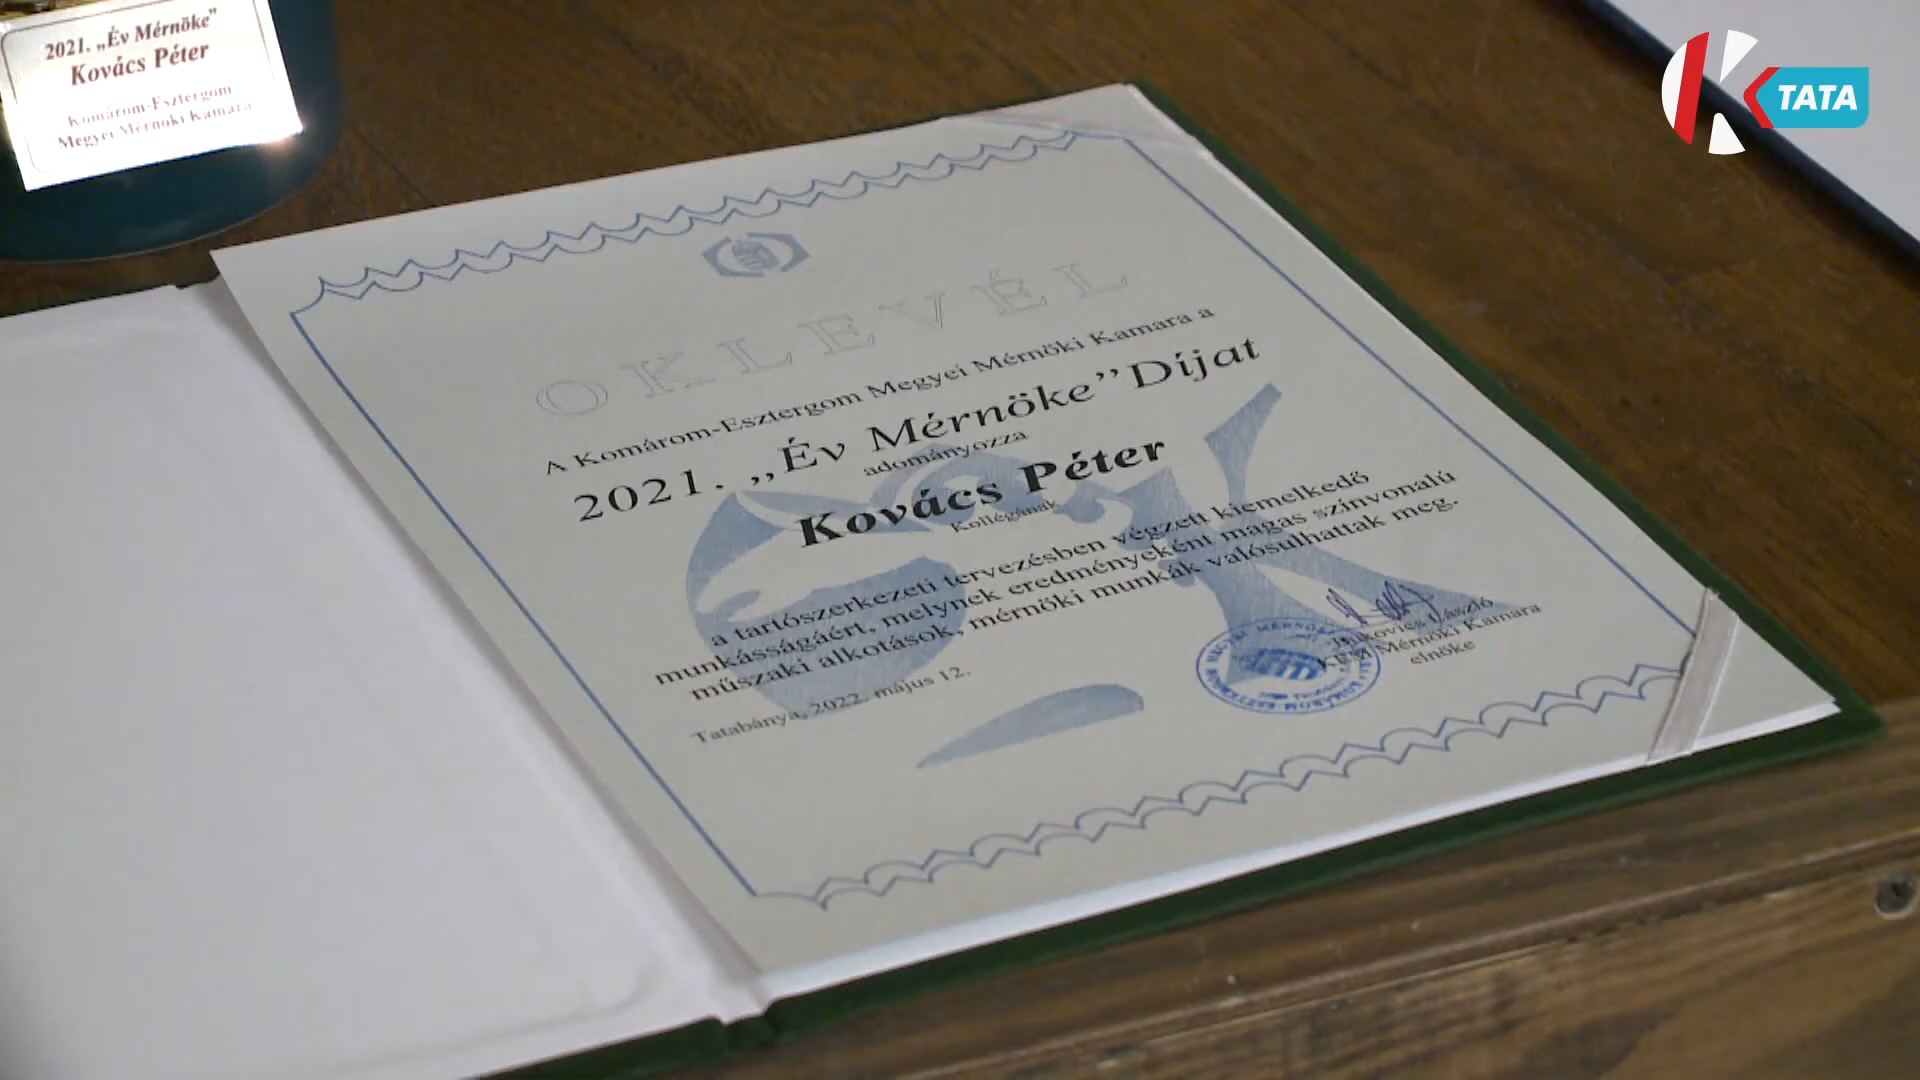 2021. „Év Mérnöke”
Kovács Péter
Komárom-Esztergom
Megyei Mérnöki Kamara
K TATA
OKLEVÉL
A Komárom-Esztergom Megyei Mérnöki Kamara a
2021. „Év Mérnöke” Díjat
adományozza
Kovács Péter
Kollégának
a tartószerkezeti tervezésben végzett kiemelkedő
munkásságáért, melynek eredményeként magas színvonalú
műszaki alkotások, mérnöki munkák valósulhattak meg.
Tatabánya, 2022. május 12.
László
KEM Mérnöki Kamara
elnöke